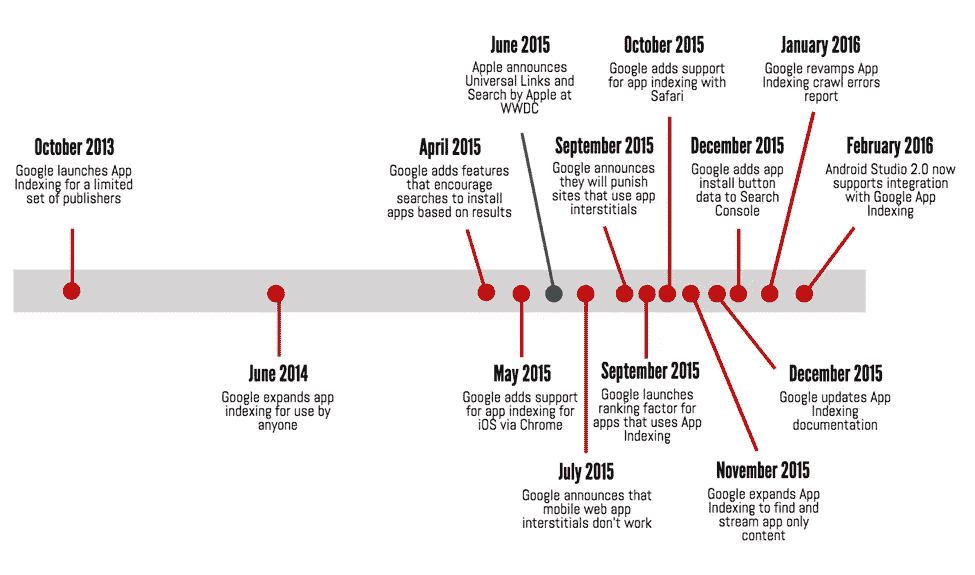 October 2013
Google launches App
Indexing for a limited
set of publishers
June 2014
Google expands app
indexing for use by
anyone
April 2015
Google adds features
that encourage
searches to install
apps based on results
May 2015
Google adds support
for app indexing for
iOS via Chrome
June 2015
Apple announces
Universal Links and
Search by Apple at
WWDC
July 2015
Google announces that
mobile web app
interstitials don't work
September 2015
Google announces
they will punish
sites that use app
interstitials
September 2015
Google launches
ranking factor for
apps that uses App
Indexing
October 2015
Google adds support
for app indexing with
Safari
November 2015
Google expands App
Indexing to find and
stream app only
content
December 2015
Google updates App
Indexing
documentation
December 2015
Google adds app
install button
data to Search
Console
January 2016
Google revamps App
Indexing crawl errors
report
February 2016
Android Studio 2.0 now
supports integration
with Google App
Indexing